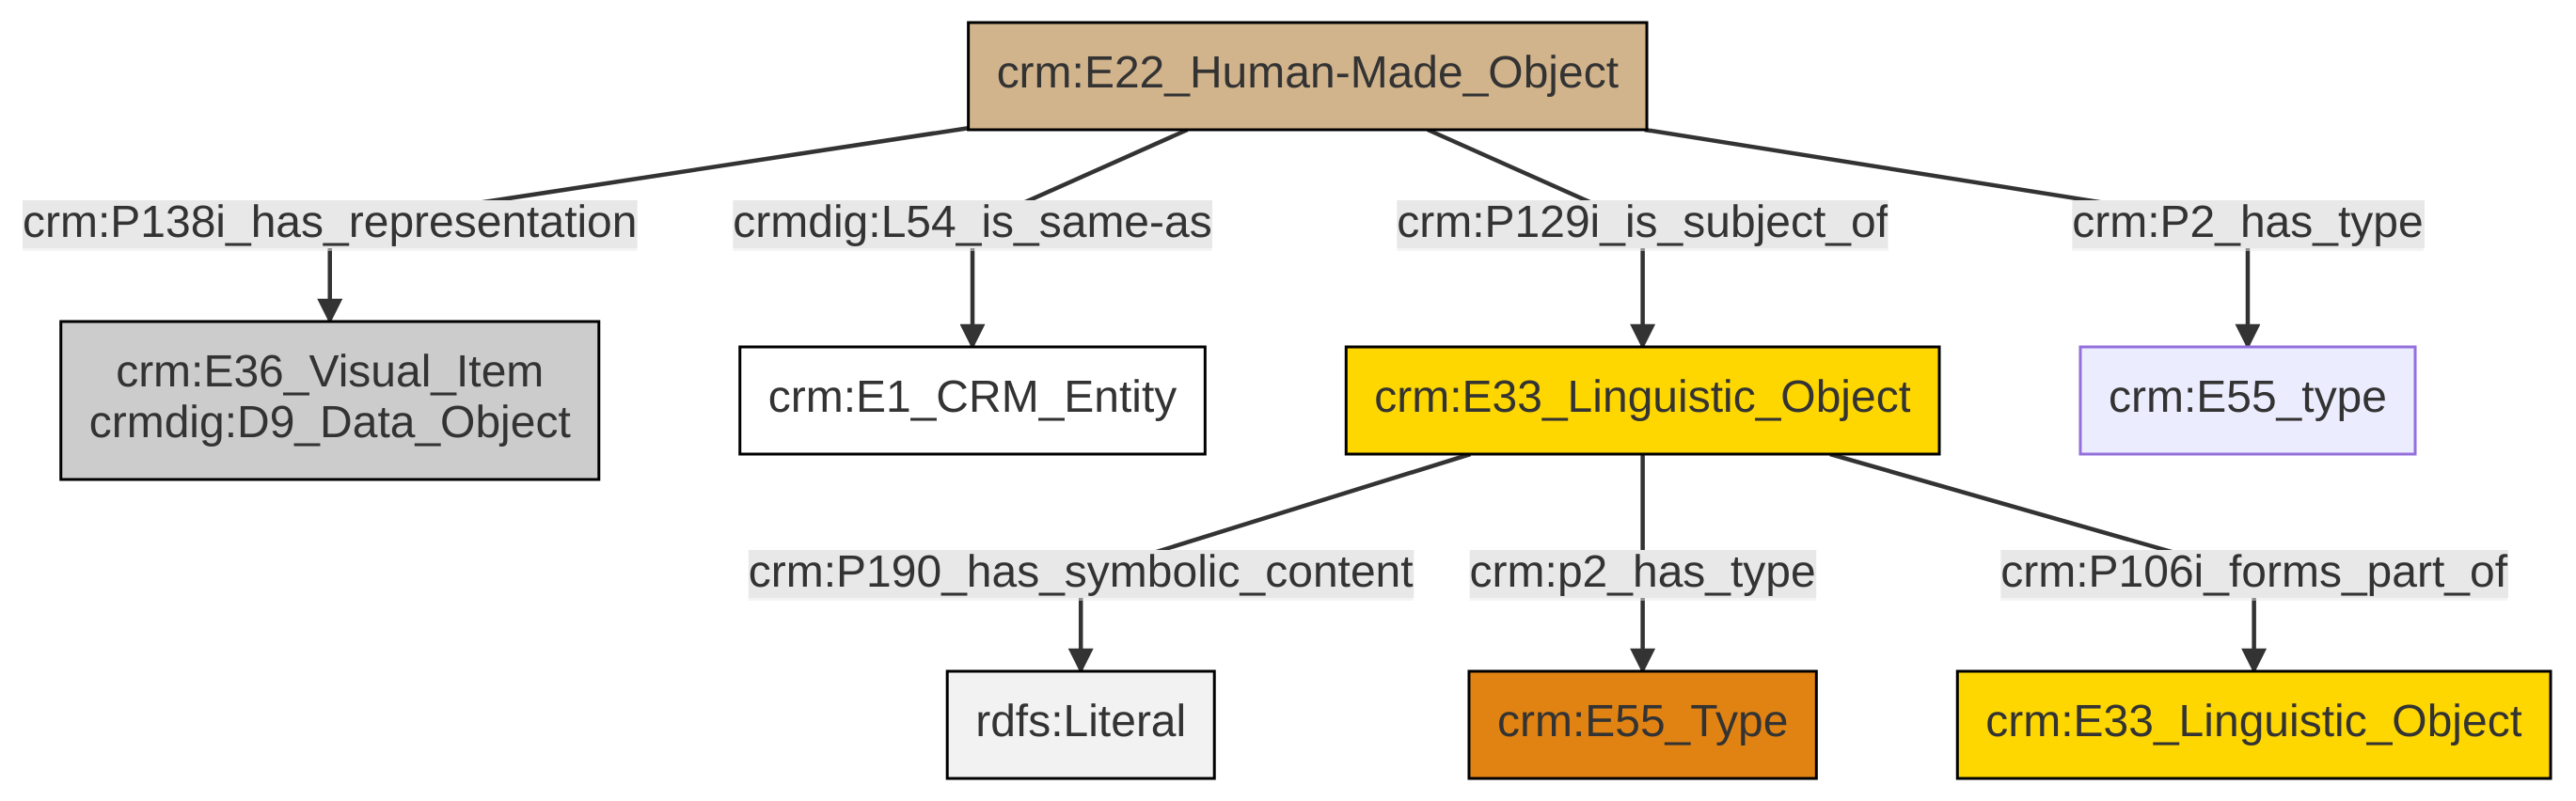 crm:E22_Human-Made_Object
crm:P138i_has_representation
crmdig:L54_is_same-as
crm:P129i_is_subject_of
crm:P2_has_type
crm:E36_Visual_Item
crmdig:D9_Data_Object
crm:E1_CRM_Entity
crm:E33_Linguistic_Object
crm:E55_type
crm:P190_has_symbolic_content
crm:p2_has_type
crm:P106i_forms_part_of
rdfs:Literal
crm:E55_Type
crm:E33_Linguistic_Object